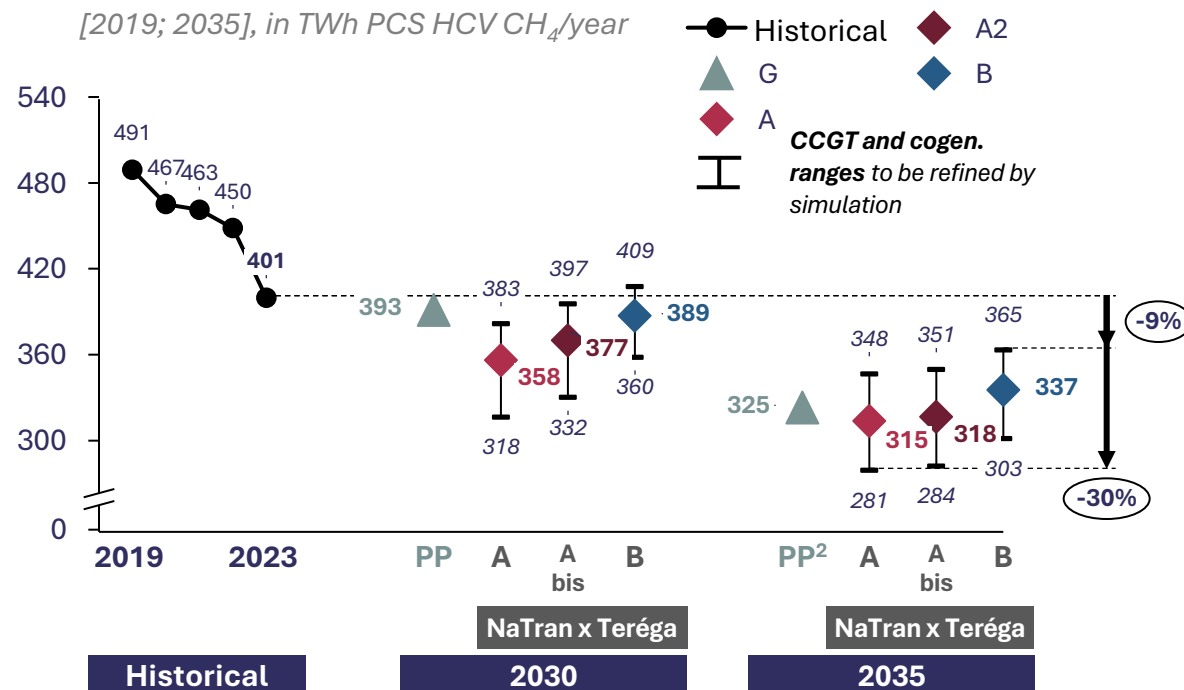 [2019; 2035], in TWh PCS HCV CH₄/year
Historical
A2
G
B
A
CCGT and cogen.
ranges to be refined by
simulation
540
480
420
360
300
0
491
467
463
450
401
393
383
358
318
397
377
332
409
389
360
325
348
315
281
351
318
284
365
337
303
-9%
-30%
2019
2023
PP
A
A
bis
B
PP²
A
A
bis
B
NaTran x Teréga
NaTran x Teréga
Historical
2030
2035